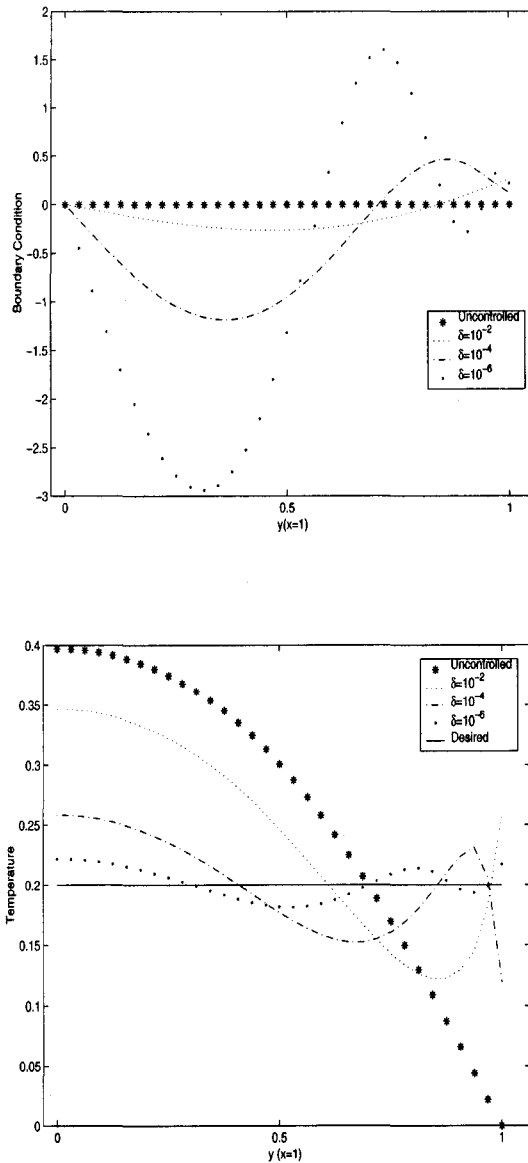 2
1.5
1
0.5
0
-0.5
-1
-1.5
-2
-2.5
-3
Boundary Condition
Uncontrolled
δ=10⁻²
δ=10⁻⁴
δ=10⁻⁶
0
0.5
1
y(x=1)
0.4
0.35
0.3
0.25
0.2
0.15
0.1
0.05
0
Temperature
Uncontrolled
δ=10⁻²
δ=10⁻⁴
δ=10⁻⁶
Desired
0
0.5
1
y (x=1)